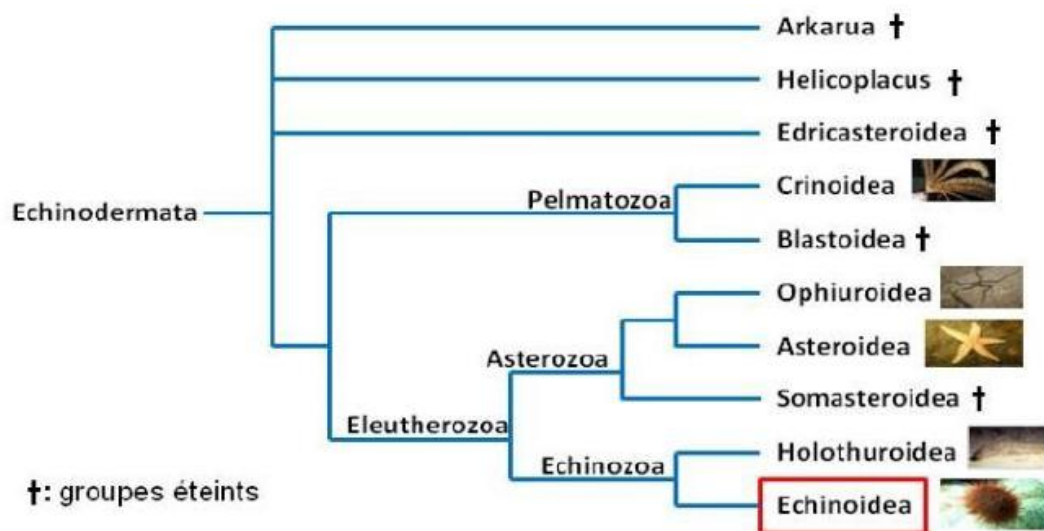 Arkarua †
Helicoplacus †
Edricasteroidea †
Crinoidea
Pelmatozoa
Echinodermata
Blastoidea †
Ophiuroidea
Asteroidea
Asterozoa
Somasteroidea †
Eleutherozoa
Holothuroidea
Echinozoa
†: groupes éteints
Echinoidea